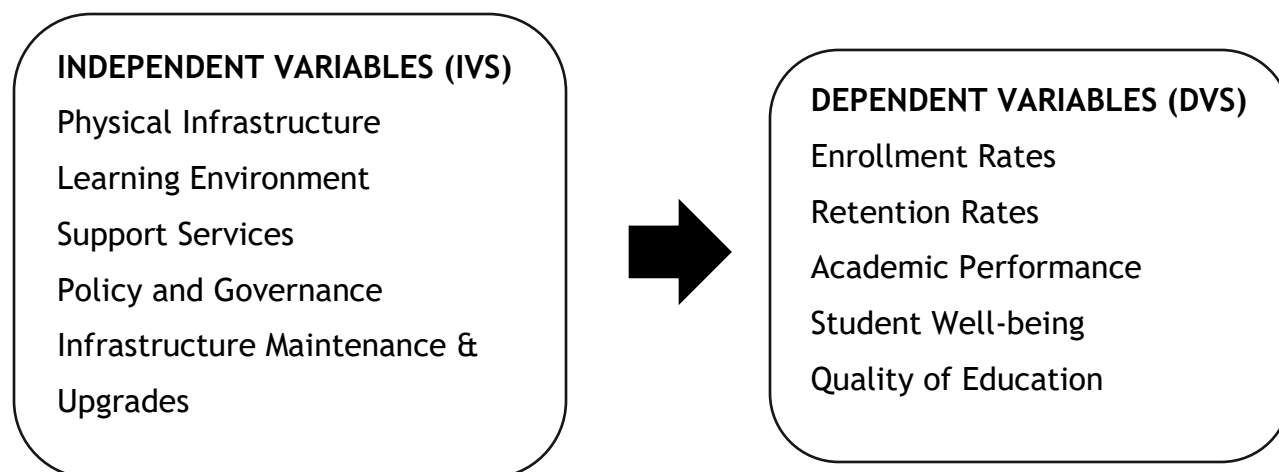 INDEPENDENT VARIABLES (IVS)
Physical Infrastructure
Learning Environment
Support Services
Policy and Governance
Infrastructure Maintenance &
Upgrades
DEPENDENT VARIABLES (DVS)
Enrollment Rates
Retention Rates
Academic Performance
Student Well-being
Quality of Education